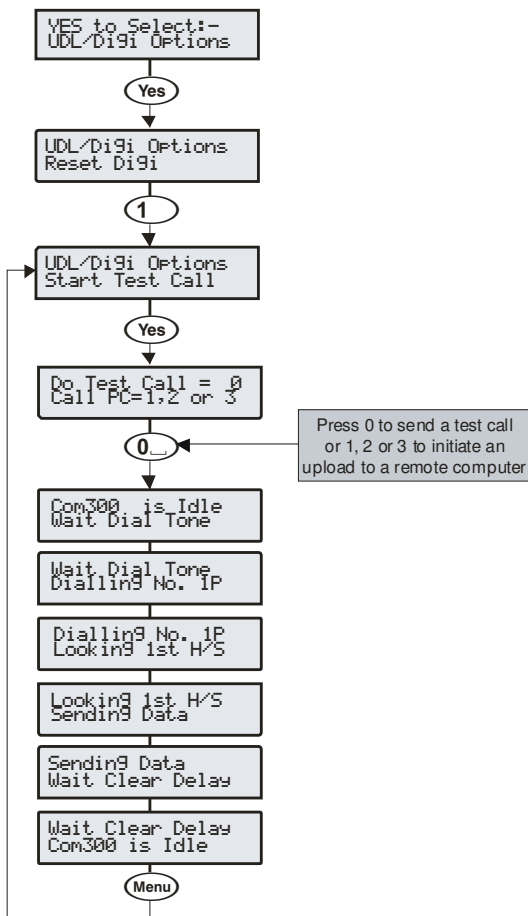 YES to Select:-
UDL/Digi Options
Yes
UDL/Digi Options
Reset Digi
1
UDL/Digi Options
Start Test Call
Yes
Do Test Call = 0
Call PC=1,2 or 3
0
Press 0 to send a test call
or 1, 2 or 3 to initiate an
upload to a remote computer
Com300 is Idle
Wait Dial Tone
Wait Dial Tone
Dialling No. 1P
Dialling No. 1P
Looking 1st H/S
Looking 1st H/S
Sending Data
Sending Data
Wait Clear Delay
Wait Clear Delay
Com300 is Idle
Menu